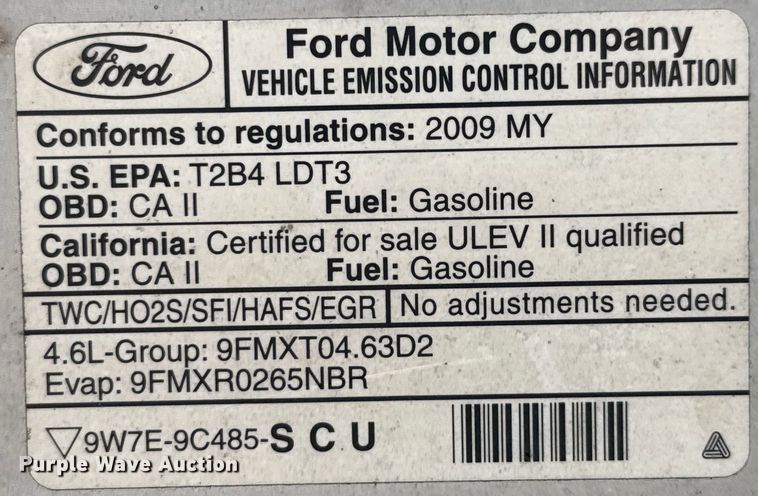 Ford
Ford Motor Company
VEHICLE EMISSION CONTROL INFORMATION
Conforms to regulations: 2009 MY
U.S. EPA: T2B4 LDT3
OBD: CA II Fuel: Gasoline
California: Certified for sale ULEV II qualified
OBD: CA II Fuel: Gasoline
TWC/HO2S/SFI/HAFS/EGR No adjustments needed.
4.6L-Group: 9FMXT04.63D2
Evap: 9FMXR0265NBR
9W7E-9C485-S C U
Purple Wave Auction